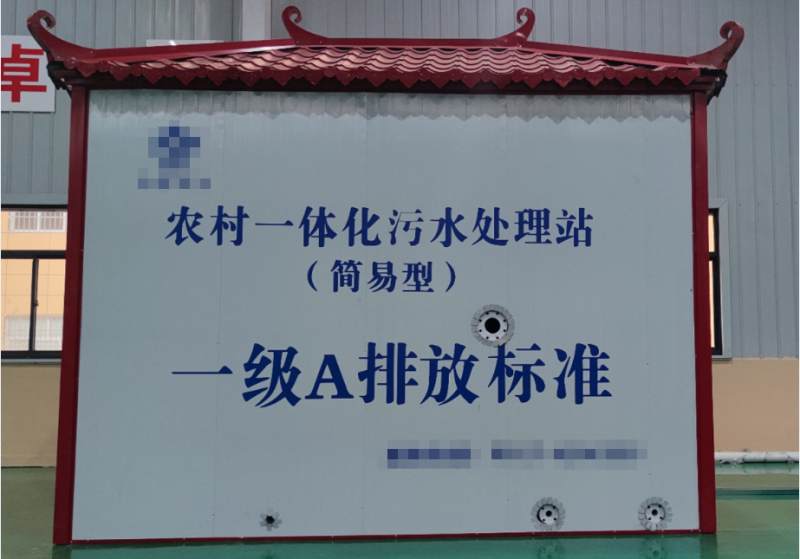 卓
农村一体化污水处理站
（简易型）
一级A排放标准